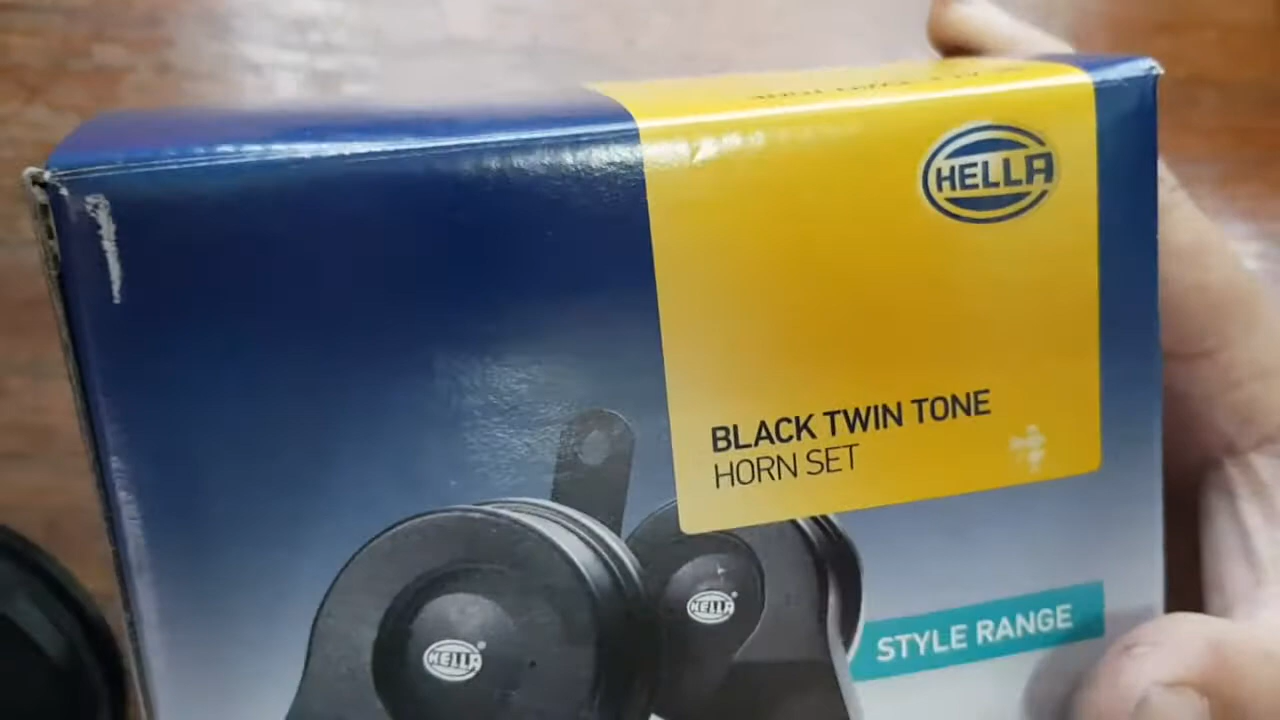 HELLA
BLACK TWIN TONE
HORN SET
HELLA
HELLA
STYLE RANGE